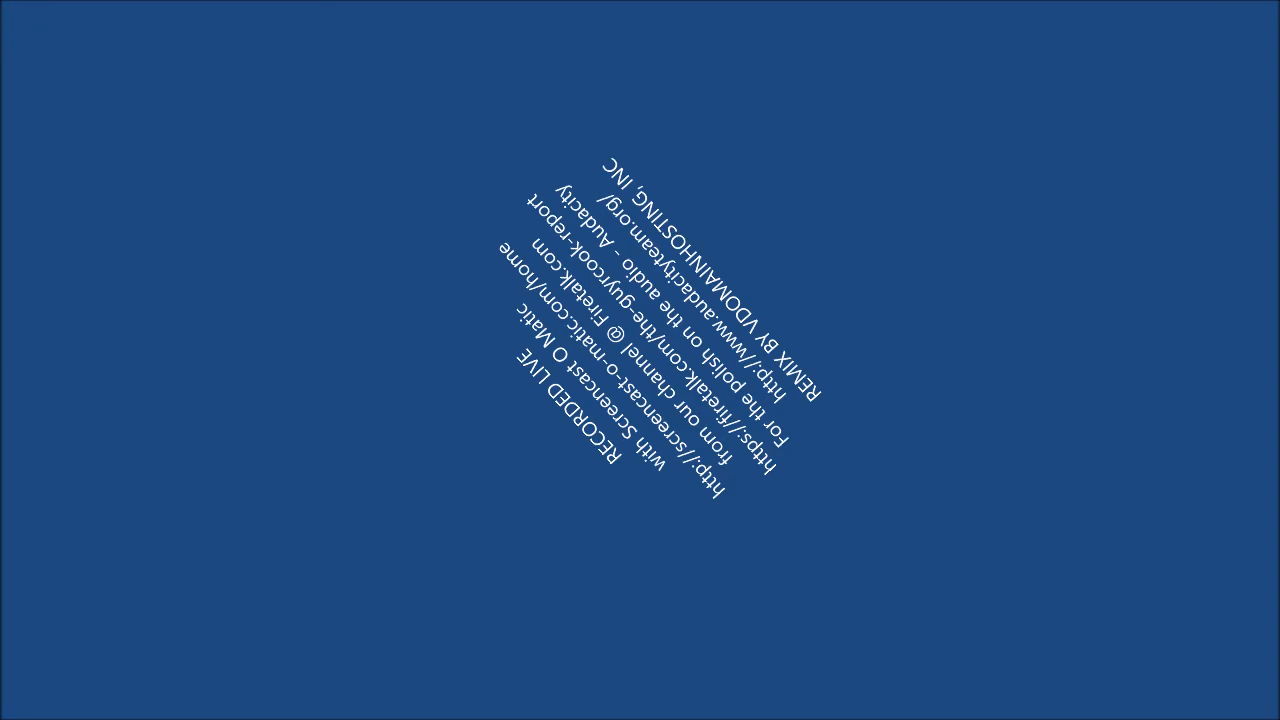 RECORDED LIVE
with Screencast O Matic
http://screencast-o-matic.com/home
from our channel @ Firetalk.com
https://firetalk.com/the-guyrcook-report
For the polish on the audio - Audacity
http://www.audacityteam.org/
REMIX BY VDOMAINHOSTING, INC